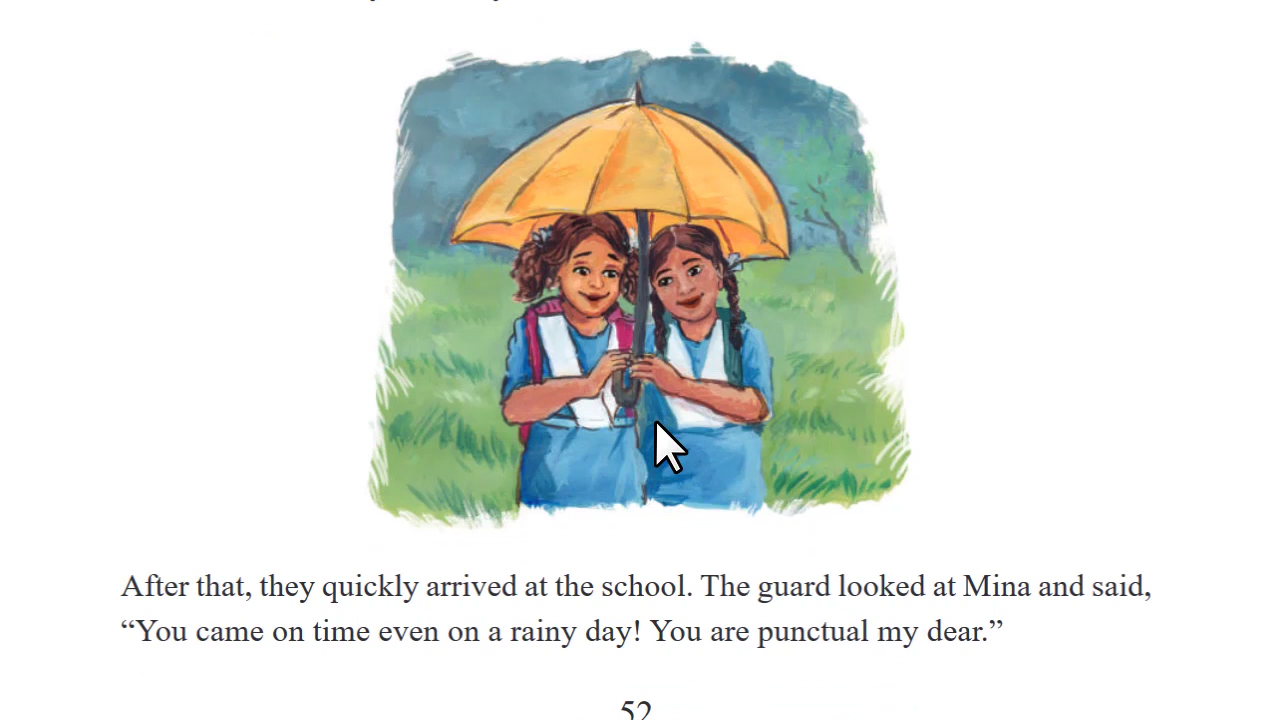 After that, they quickly arrived at the school. The guard looked at Mina and said,
“You came on time even on a rainy day! You are punctual my dear.”
52